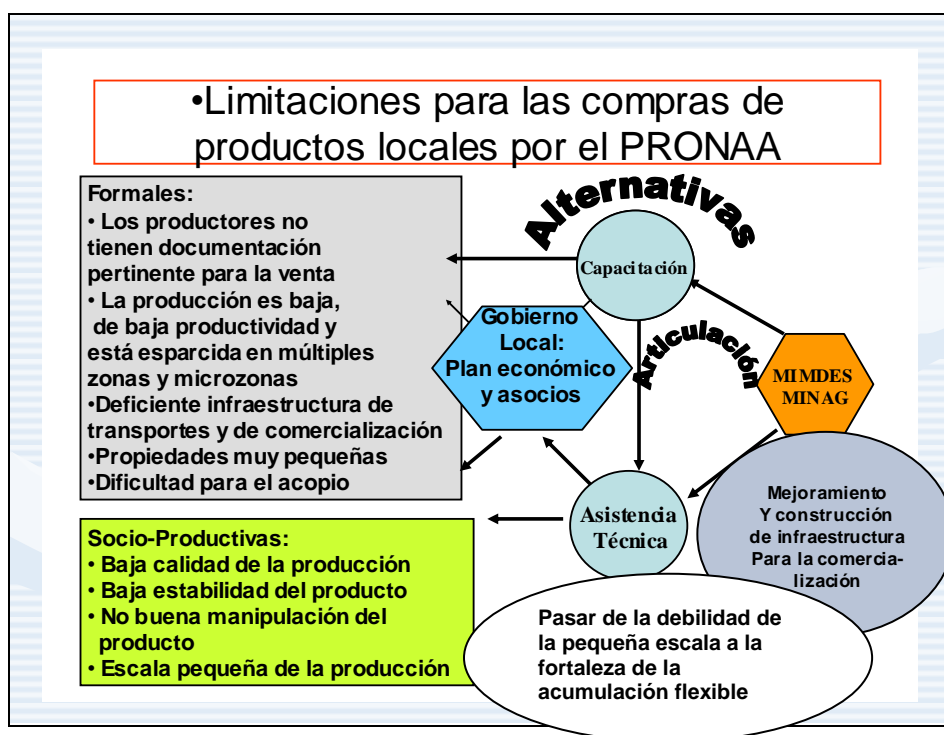 •Limitaciones para las compras de
productos locales por el PRONAA
Formales:
• Los productores no
tienen documentación
pertinente para la venta
• La producción es baja,
de baja productividad y
está esparcida en múltiples
zonas y microzonas
•Deficiente infraestructura de
transportes y de comercialización
•Propiedades muy pequeñas
•Dificultad para el acopio
Socio-Productivas:
• Baja calidad de la producción
• Baja estabilidad del producto
• No buena manipulación del
producto
• Escala pequeña de la producción
Alternativas
Capacitación
Gobierno
Local:
Plan económico
y asocios
Articulación
MIMDES
MINAG
Asistencia
Técnica
Mejoramiento
Y construcción
de infraestructura
Para la comercia-
lización
Pasar de la debilidad de
la pequeña escala a la
fortaleza de la
acumulación flexible